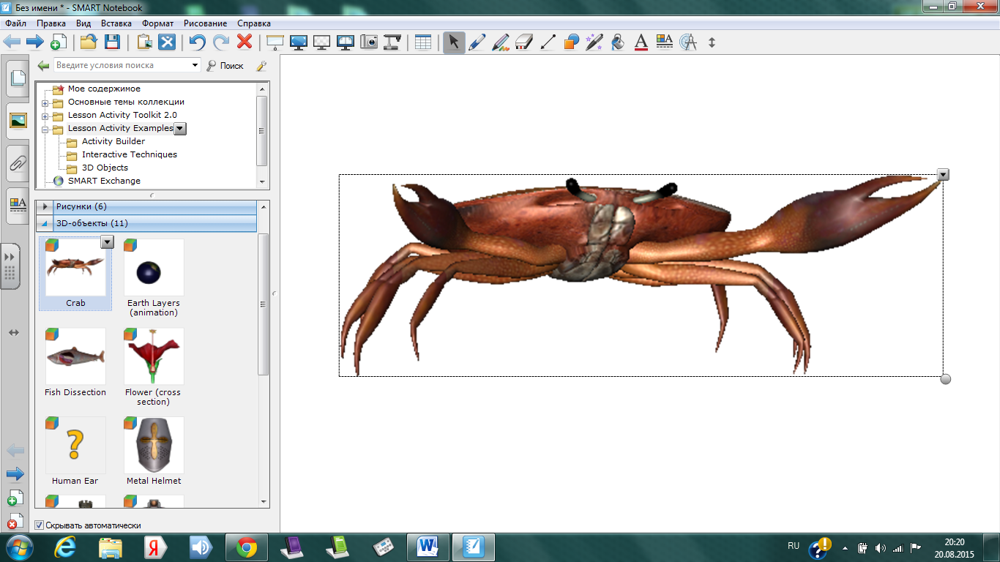 Без имени * - SMART Notebook
Файл Правка Вид Вставка Формат Рисование Справка
Введите условия поиска Поиск
Мое содержимое
Основные темы коллекции
Lesson Activity Toolkit 2.0
Lesson Activity Examples
Activity Builder
Interactive Techniques
3D Objects
SMART Exchange
Рисунки (6)
3D-объекты (11)
Crab
Earth Layers
(animation)
Fish Dissection
Flower (cross
section)
Human Ear
Metal Helmet
Скрывать автоматически
RU
20:20
20.08.2015